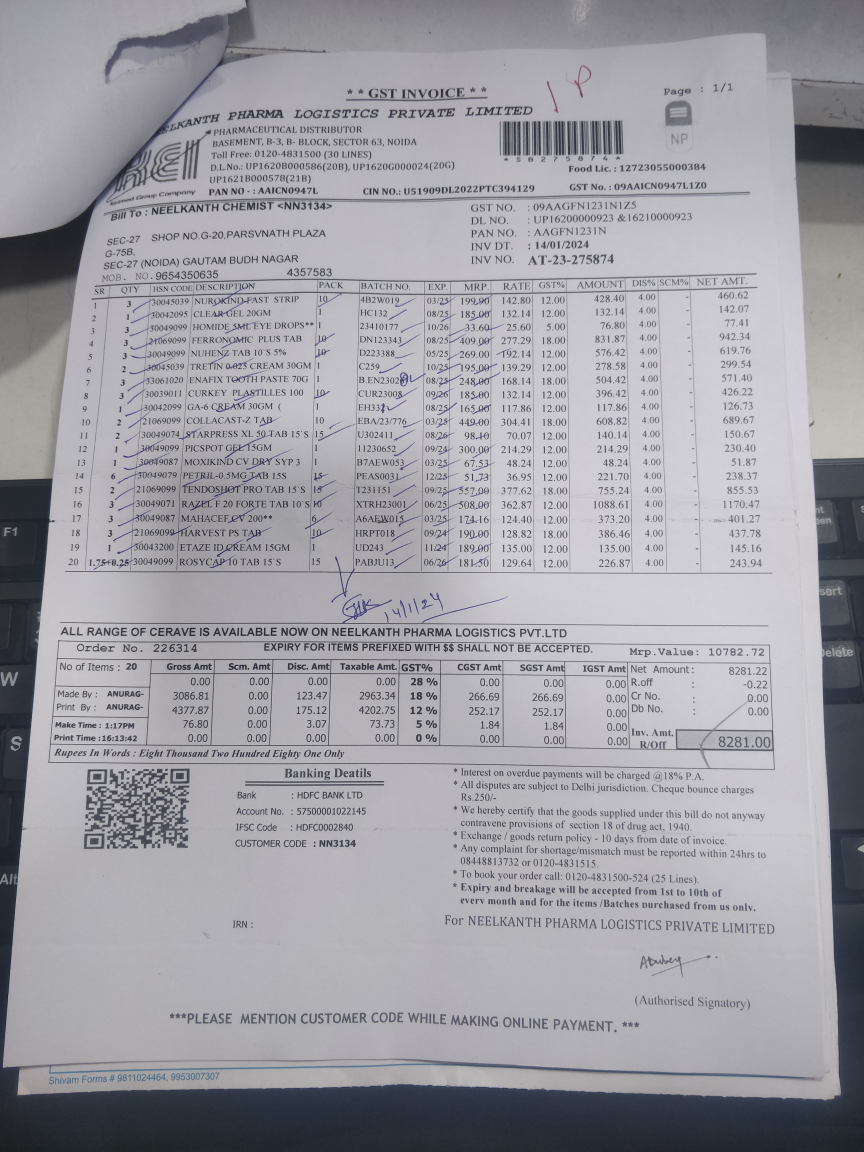 ** GST INVOICE **
Page : 1/1
NEELKANTH PHARMA LOGISTICS PRIVATE LIMITED
PHARMACEUTICAL DISTRIBUTOR
BASEMENT, B-3, B- BLOCK, SECTOR 63, NOIDA
Toll Free: 0120-4831500 (30 LINES)
D.L.No.: UP1620B000586(20B), UP1620G000024(20G)
UP1621B000578(21B)
PAN NO - : AAICN0947L
CIN NO.: U51909DL2022PTC394129
NP
*SB275874*
Food Lic.: 12723055000384
GST No. : 09AAICN0947L1Z0
Bill To : NEELKANTH CHEMIST <NN3134>
SEC-27 SHOP NO.G-20,PARSVNATH PLAZA
G-75B,
SEC-27 (NOIDA) GAUTAM BUDH NAGAR
MOB. NO. 9654350635 4357583
GST NO. : 09AAGFN1231N1Z5
DL NO. : UP16200000923 &16210000923
PAN NO. : AAGFN1231N
INV DT. : 14/01/2024
INV NO. AT-23-275874
SR QTY HSN CODE DESCRIPTION PACK BATCH NO. EXP. MRP. RATE GST% AMOUNT DIS% SCM% NET AMT.
1 3 30045039 NUROKIND-FAST STRIP 10 4B2W019 03/25 199.90 142.80 12.00 428.40 4.00 - 460.62
2 1 30042095 CLEAR GEL 20GM 1 HC132 08/25 185.00 132.14 12.00 132.14 4.00 - 142.07
3 3 30049099 HOMIDE 5ML EYE DROPS** 1 23410177 10/26 33.60 25.60 5.00 76.80 4.00 - 77.41
4 3 21069099 FERRONOMIC PLUS TAB 10 DN123343 08/25 409.00 277.29 18.00 831.87 4.00 - 942.34
5 3 30049099 NUHENZ TAB 10`S 5% 10 D223388 05/25 269.00 192.14 12.00 576.42 4.00 - 619.76
6 2 30045039 TRETIN 0.025 CREAM 30GM 1 C259 10/25 195.00 139.29 12.00 278.58 4.00 - 299.54
7 3 33061020 ENAFIX TOOTH PASTE 70G 1 B.EN2302 08/25 248.00 168.14 18.00 504.42 4.00 - 571.40
8 3 30039011 CURKEY PLASTILES 100 10 CUR23008 09/26 185.00 132.14 12.00 396.42 4.00 - 426.22
9 1 30042099 GA-6 CREAM 30GM ( 1 EH332 08/25 165.00 117.86 12.00 117.86 4.00 - 126.73
10 2 21069099 COLLACAST-Z TAB 10 EBA/23/776 03/25 449.00 304.41 18.00 608.82 4.00 - 689.67
11 2 30049074 STARPRESS XL 50 TAB 15`S 15 U302411 08/26 98.10 70.07 12.00 140.14 4.00 - 150.67
12 1 30049099 PICSPOT GEL 15GM 1 11230652 09/24 300.00 214.29 12.00 214.29 4.00 - 230.40
13 1 30049087 MOXIKIND CV DRY SYP 3 1 B7AEW053 03/25 67.53 48.24 12.00 48.24 4.00 - 51.87
14 6 30049079 PETRIL-0.5MG TAB 15S 15 PEAS0031 12/25 51.73 36.95 12.00 221.70 4.00 - 238.37
15 2 21069099 TENDOSHOT PRO TAB 15`S 15 T231151 09/25 557.00 377.62 18.00 755.24 4.00 - 855.53
16 3 30049071 RAZEL F 20 FORTE TAB 10`S 10 XTRH23001 06/25 508.00 362.87 12.00 1088.61 4.00 - 1170.47
17 3 30049087 MAHACEF CV 200** 6 A6AEW015 03/25 174.16 124.40 12.00 373.20 4.00 - 401.27
18 3 21069099 HARVEST PS TAB 10 HRPT018 09/24 190.00 128.82 18.00 386.46 4.00 - 437.78
19 1 30043200 ETAZE ID CREAM 15GM 1 UD243 11/24 189.00 135.00 12.00 135.00 4.00 - 145.16
20 1.75+0.25 30049099 ROSYCAP 10 TAB 15`S 15 PABJU13 06/26 181.50 129.64 12.00 226.87 4.00 - 243.94
14/1/24
ALL RANGE OF CERAVE IS AVAILABLE NOW ON NEELKANTH PHARMA LOGISTICS PVT.LTD
Order No. 226314 EXPIRY FOR ITEMS PREFIXED WITH $$ SHALL NOT BE ACCEPTED. Mrp.Value: 10782.72
No of Items : 20 Gross Amt Scm. Amt Disc. Amt Taxable Amt. GST% CGST Amt SGST Amt IGST Amt Net Amount: 8281.22
0.00 0.00 0.00 0.00 28 % 0.00 0.00 0.00 R.off : -0.22
Made By : ANURAG- 3086.81 0.00 123.47 2963.34 18 % 266.69 266.69 0.00 Cr No. : 0.00
Print By : ANURAG- 4377.87 0.00 175.12 4202.75 12 % 252.17 252.17 0.00 Db No. : 0.00
Make Time : 1:17PM 76.80 0.00 3.07 73.73 5 % 1.84 1.84 0.00
Print Time :16:13:42 0.00 0.00 0.00 0.00 0 % 0.00 0.00 0.00 Inv. Amt. R/Off 8281.00
Rupees In Words : Eight Thousand Two Hundred Eighty One Only
Banking Deatils
Bank : HDFC BANK LTD
Account No. : 57500001022145
IFSC Code : HDFC0002840
CUSTOMER CODE : NN3134
* Interest on overdue payments will be charged @18% P.A.
* All disputes are subject to Delhi jurisdiction. Cheque bounce charges
Rs.250/-
* We hereby certify that the goods supplied under this bill do not anyway
contravene provisions of section 18 of drug act, 1940.
* Exchange / goods return policy - 10 days from date of invoice.
* Any complaint for shortage/mismatch must be reported within 24hrs to
08448813732 or 0120-4831515.
* To book your order call: 0120-4831500-524 (25 Lines).
* Expiry and breakage will be accepted from 1st to 10th of
every month and for the items /Batches purchased from us only.
IRN :
For NEELKANTH PHARMA LOGISTICS PRIVATE LIMITED
(Authorised Signatory)
***PLEASE MENTION CUSTOMER CODE WHILE MAKING ONLINE PAYMENT. ***
Shivam Forms # 9811024464, 9953007307
F1
W
S
Alt